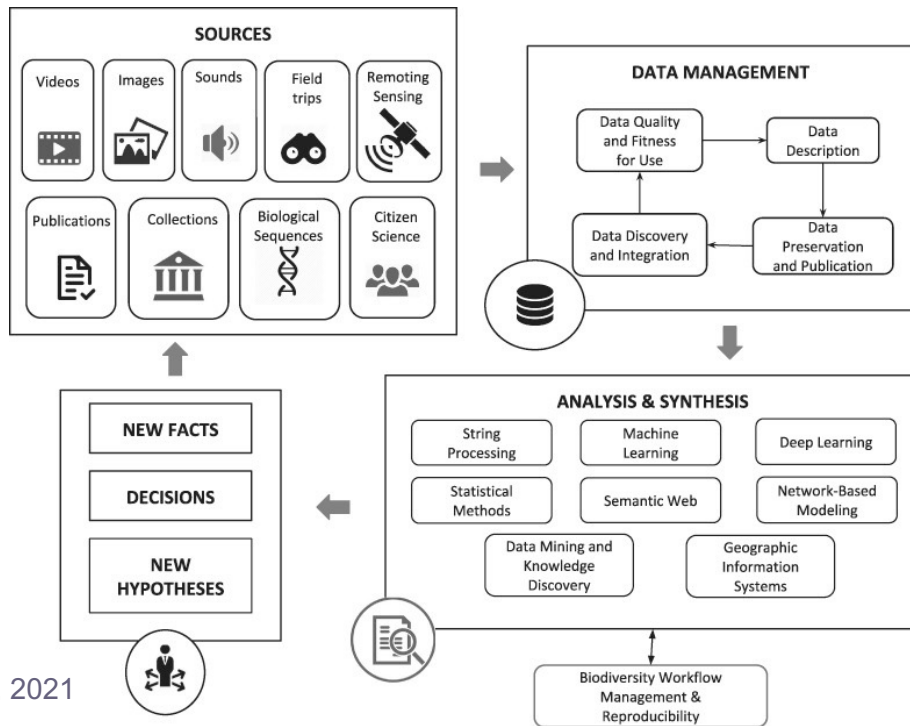 SOURCES
Videos
Images
Sounds
Field
trips
Remoting
Sensing
Publications
Collections
Biological
Sequences
Citizen
Science
DATA MANAGEMENT
Data Quality
and Fitness
for Use
Data
Description
Data Discovery
and Integration
Data
Preservation
and Publication
NEW FACTS
DECISIONS
NEW
HYPOTHESES
ANALYSIS & SYNTHESIS
String
Processing
Machine
Learning
Deep Learning
Statistical
Methods
Semantic Web
Network-Based
Modeling
Data Mining and
Knowledge
Discovery
Geographic
Information
Systems
Biodiversity Workflow
Management &
Reproducibility
2021